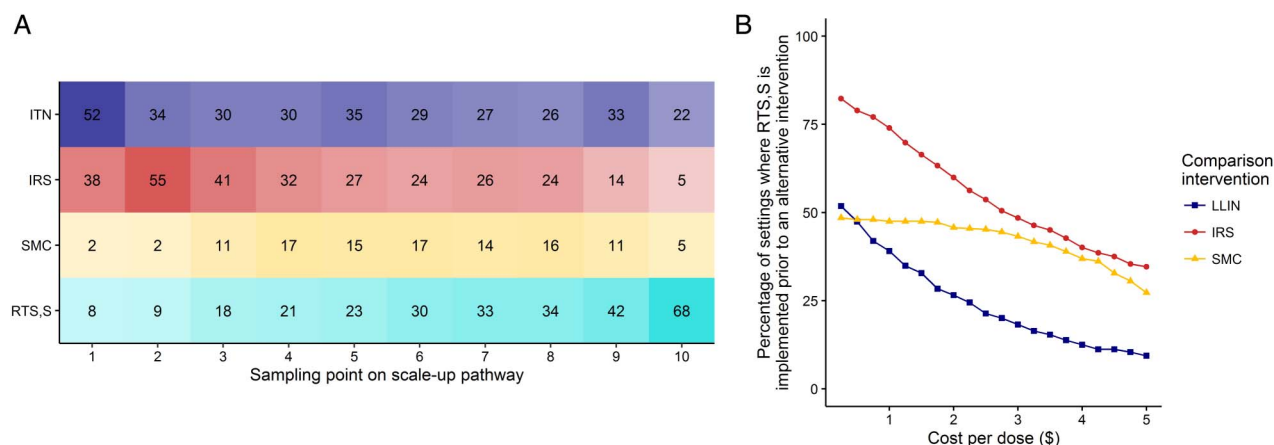 A
ITN 52 34 30 30 35 29 27 26 33 22
IRS 38 55 41 32 27 24 26 24 14 5
SMC 2 2 11 17 15 17 14 16 11 5
RTS,S 8 9 18 21 23 30 33 34 42 68
1 2 3 4 5 6 7 8 9 10
Sampling point on scale-up pathway
B
Percentage of setings where RTS,S is
implemented prior to an alternative intervention
100
75
50
25
0
1 2 3 4 5
Cost per dose ($)
Comparison
intervention
LLIN
IRS
SMC